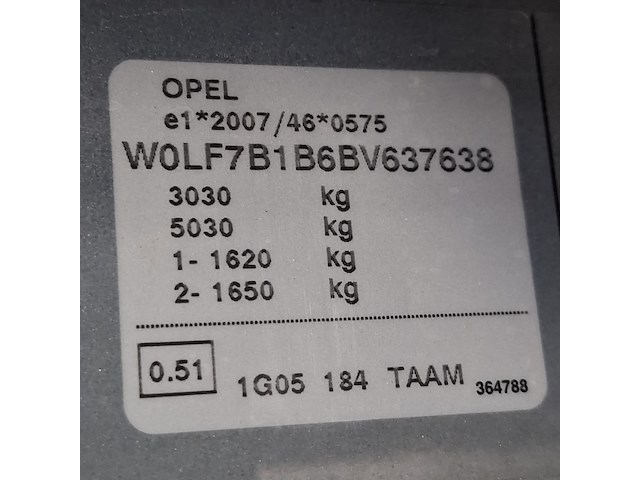 OPEL
e1*2007/46*0575
W0LF7B1B6BV637638
3030 kg
5030 kg
1- 1620 kg
2- 1650 kg
0.51 1G05 184 TAAM 364788